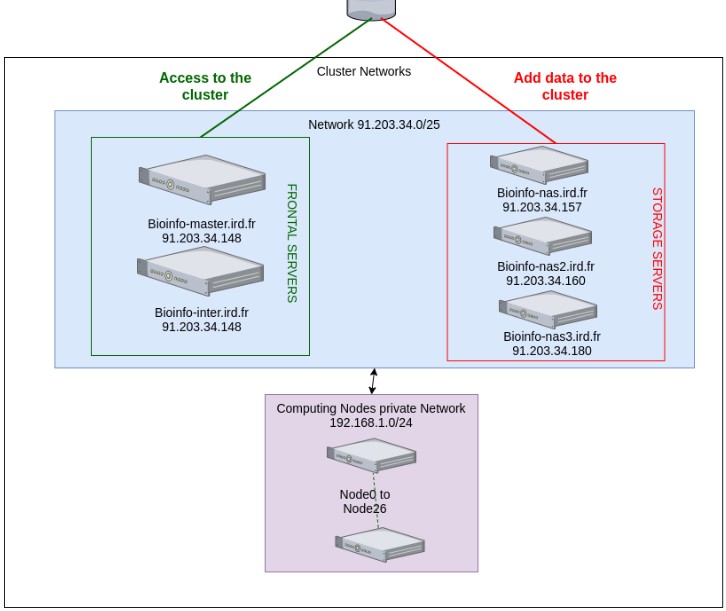 Cluster Networks
Access to the
cluster
Add data to the
cluster
Network 91.203.34.0/25
Bioinfo-master.ird.fr
91.203.34.148
Bioinfo-inter.ird.fr
91.203.34.148
FRONTAL SERVERS
Bioinfo-nas.ird.fr
91.203.34.157
Bioinfo-nas2.ird.fr
91.203.34.160
Bioinfo-nas3.ird.fr
91.203.34.180
STORAGE SERVERS
Computing Nodes private Network
192.168.1.0/24
Node0 to
Node26